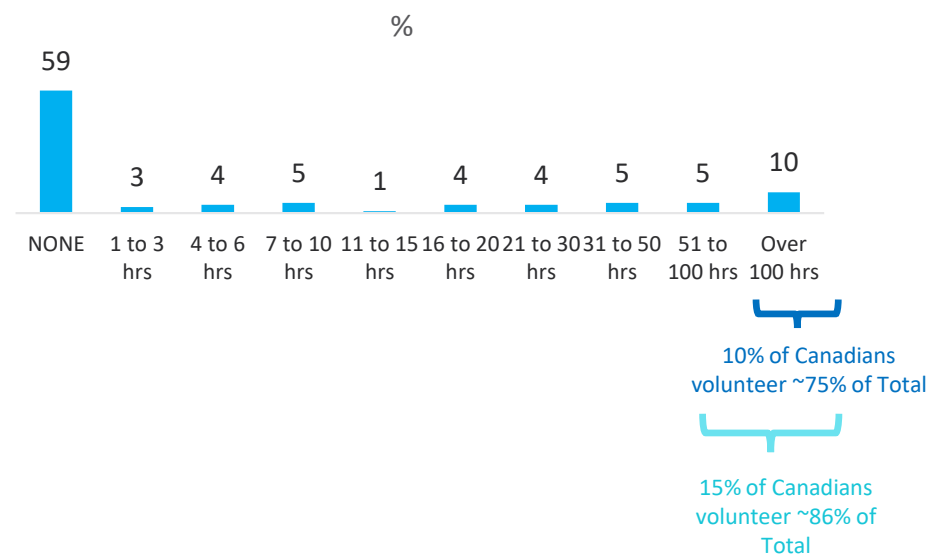 %
59
3
4
5
1
4
4
5
5
10
NONE
1 to 3
hrs
4 to 6
hrs
7 to 10
hrs
11 to 15
hrs
16 to 20
hrs
21 to 30
hrs
31 to 50
hrs
51 to
100 hrs
Over
100 hrs
10% of Canadians
volunteer ~75% of Total
15% of Canadians
volunteer ~86% of
Total